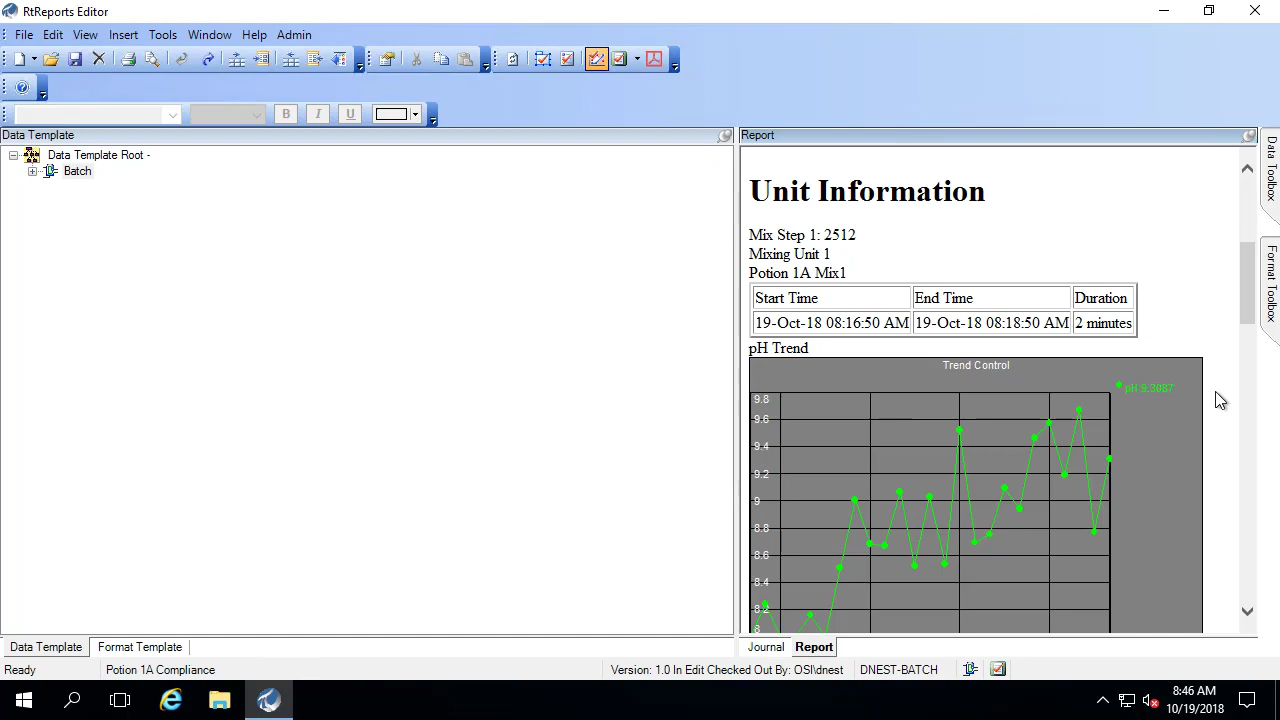 RtReports Editor
File Edit View Insert Tools Window Help Admin
B I U
Data Template
Data Template Root -
Batch
Report
Unit Information
Mix Step 1: 2512
Mixing Unit 1
Potion 1A Mix1
Start Time End Time Duration
19-Oct-18 08:16:50 AM 19-Oct-18 08:18:50 AM 2 minutes
pH Trend
Trend Control
pH 9.3087
9.8
9.6
9.4
9.2
9
8.8
8.6
8.4
8.2
8
Data Toolbox
Format Toolbox
Data Template Format Template
Journal Report
Ready Potion 1A Compliance Version: 1.0 In Edit Checked Out By: OSI\dnest DNEST-BATCH
8:46 AM
10/19/2018